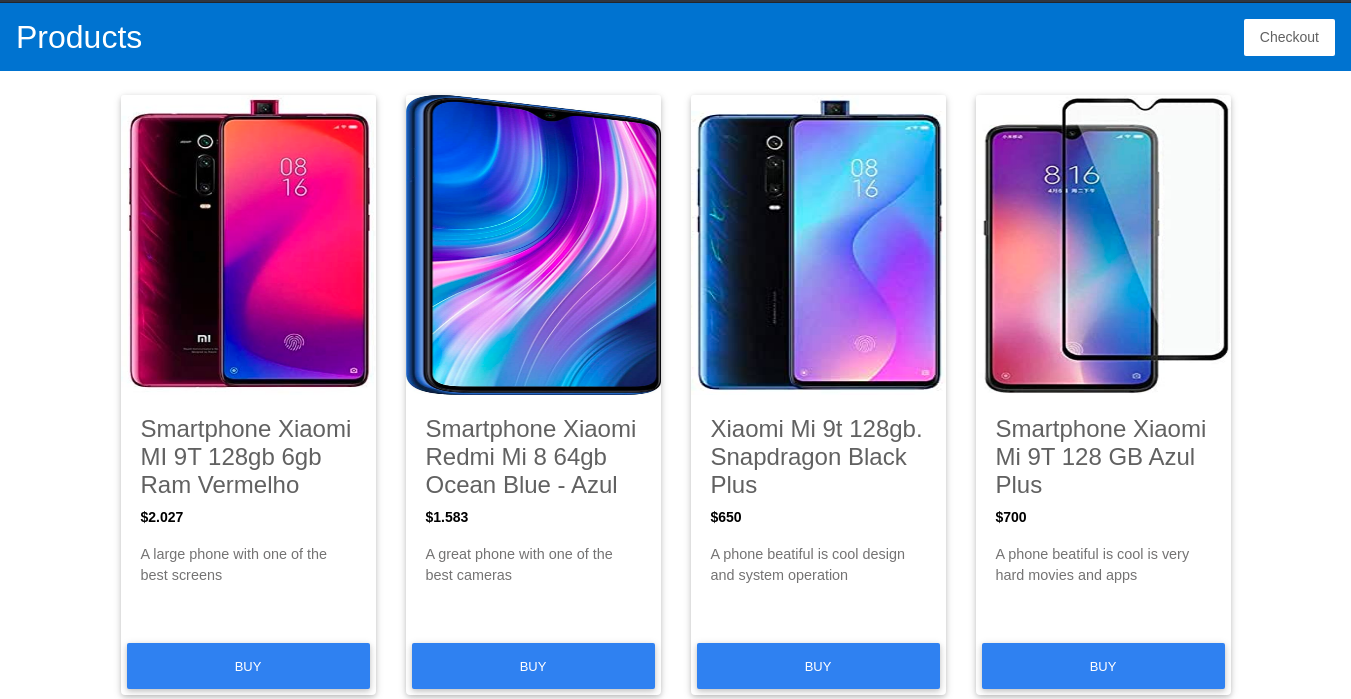 Products
Checkout
08
16
mi
08
16
8:16
Smartphone Xiaomi
MI 9T 128gb 6gb
Ram Vermelho
$2.027
A large phone with one of the
best screens
BUY
Smartphone Xiaomi
Redmi Mi 8 64gb
Ocean Blue - Azul
$1.583
A great phone with one of the
best cameras
BUY
Xiaomi Mi 9t 128gb.
Snapdragon Black
Plus
$650
A phone beatiful is cool design
and system operation
BUY
Smartphone Xiaomi
Mi 9T 128 GB Azul
Plus
$700
A phone beatiful is cool is very
hard movies and apps
BUY